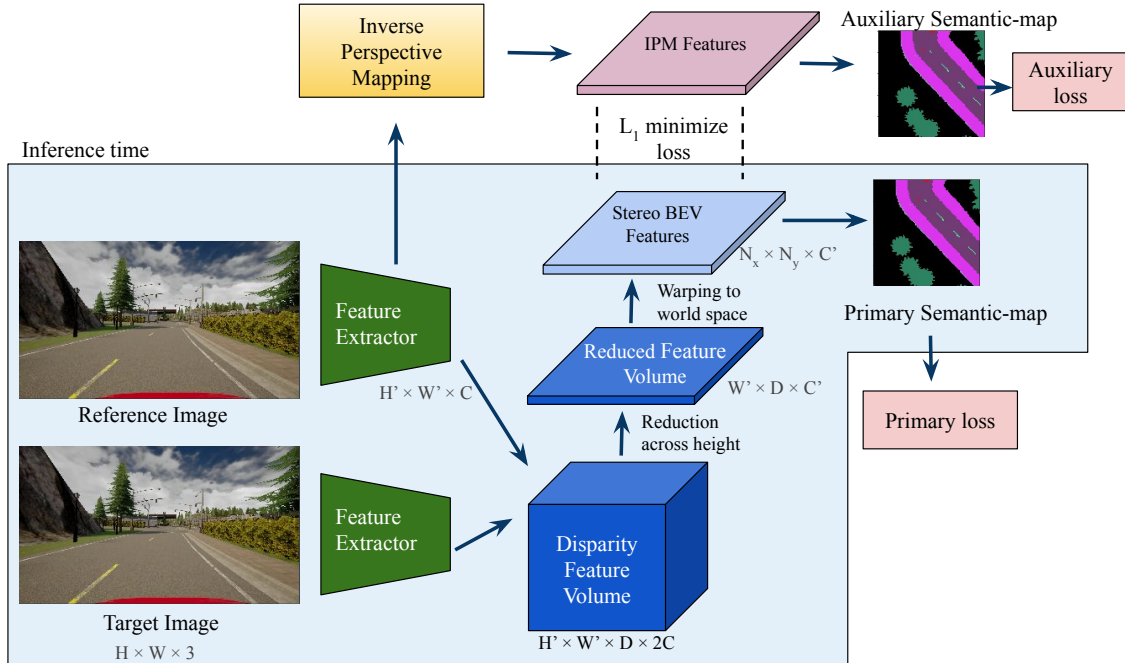 Inverse
Perspective
Mapping
IPM Features
Auxiliary Semantic-map
Auxiliary
loss
L₁ minimize
loss
Inference time
Stereo BEV
Features
Nₓ × Nᵧ × C’
Primary Semantic-map
Primary loss
Warping to
world space
Reduced Feature
Volume
W’ × D × C’
Reduction
across height
Feature
Extractor
H’ × W’ × C
Reference Image
Feature
Extractor
Disparity
Feature
Volume
H’ × W’ × D × 2C
Target Image
H × W × 3